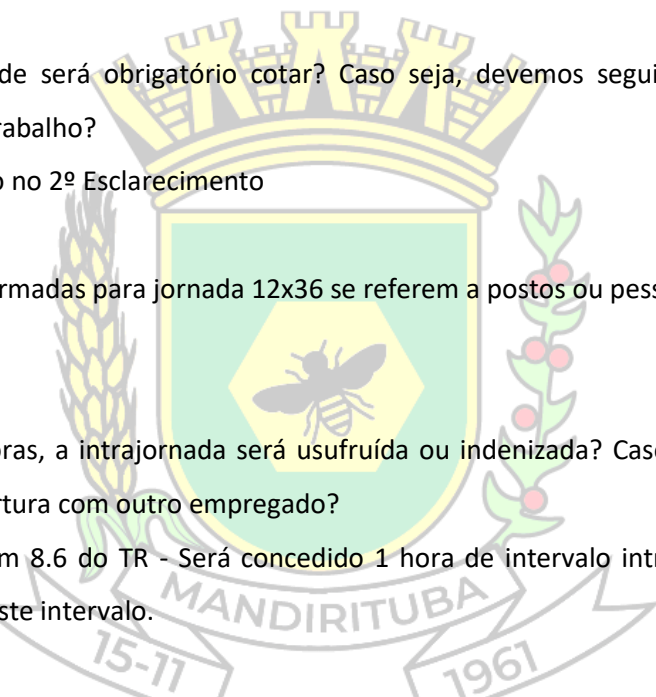 de será obrigatório cotar? Caso seja, devemos segui
rabalho?
o no 2º Esclarecimento
rmadas para jornada 12x36 se referem a postos ou pess
oras, a intrajornada será usufruída ou indenizada? Cas
rtura com outro empregado?
m 8.6 do TR - Será concedido 1 hora de intervalo intr
ste intervalo.
MANDIRITUBA
15-11
1961